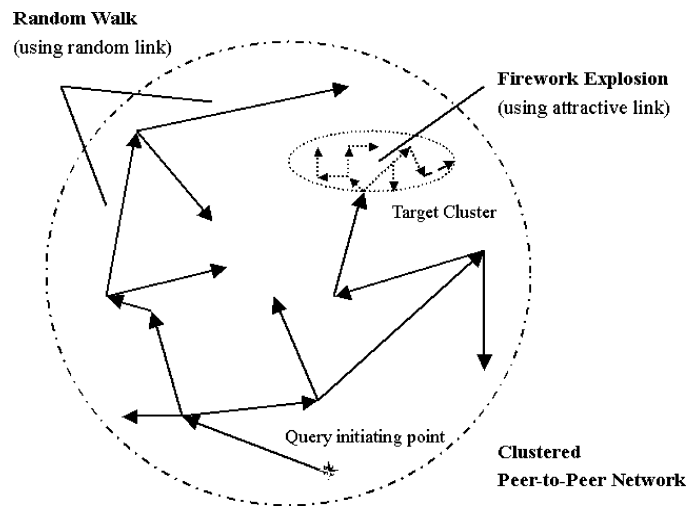 Random Walk
(using random link)
Firework Explosion
(using attractive link)
Target Cluster
Query initiating point
Clustered
Peer-to-Peer Network